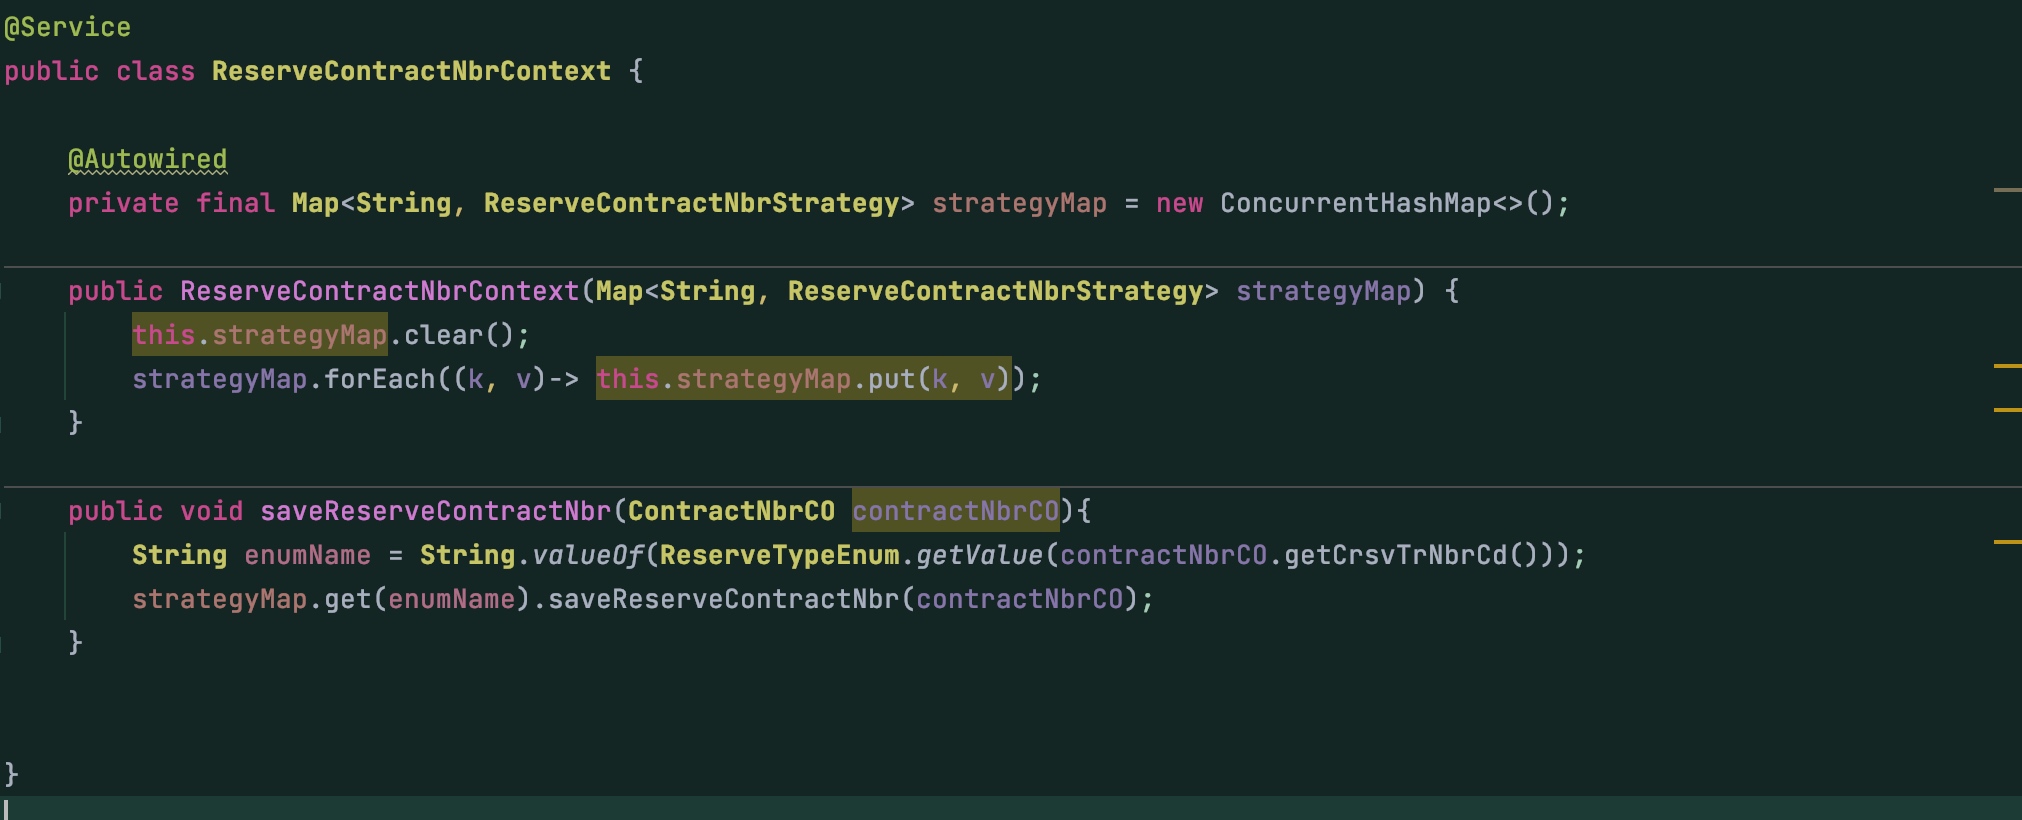 @Service
public class ReserveContractNbrContext {
@Autowired
private final Map<String, ReserveContractNbrStrategy> strategyMap = new ConcurrentHashMap<>();
public ReserveContractNbrContext(Map<String, ReserveContractNbrStrategy> strategyMap) {
this.strategyMap.clear();
strategyMap.forEach((k, v)-> this.strategyMap.put(k, v));
}
public void saveReserveContractNbr(ContractNbrCO contractNbrCO){
String enumName = String.valueOf(ReserveTypeEnum.getValue(contractNbrCO.getCrsvTrNbrCd()));
strategyMap.get(enumName).saveReserveContractNbr(contractNbrCO);
}
}